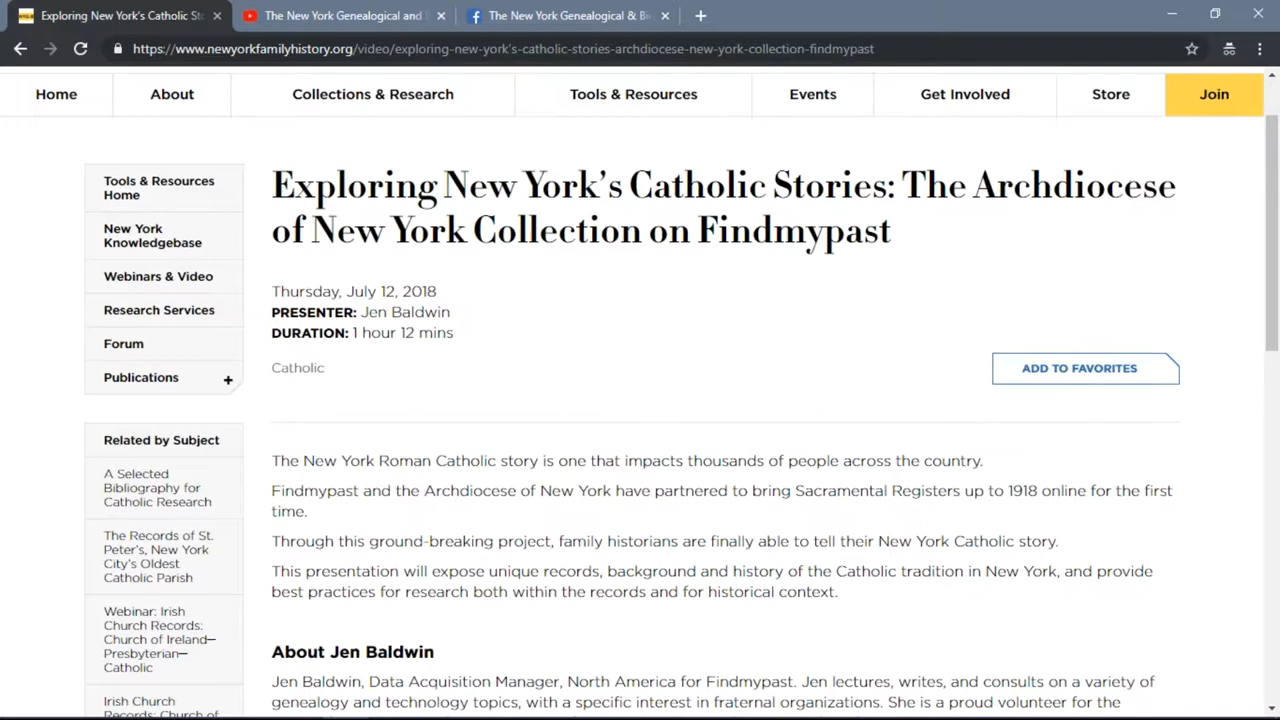 Exploring New York's Catholic St
The New York Genealogical and
The New York Genealogical & Bi
https://www.newyorkfamilyhistory.org/video/exploring-new-york's-catholic-stories-archdiocese-new-york-collection-findmypast
Home
About
Collections & Research
Tools & Resources
Events
Get Involved
Store
Join
Tools & Resources
Home
New York
Knowledgebase
Webinars & Video
Research Services
Forum
Publications +
Related by Subject
A Selected
Bibliography for
Catholic Research
The Records of St.
Peter's, New York
City's Oldest
Catholic Parish
Webinar: Irish
Church Records:
Church of Ireland—
Presbyterian—
Catholic
Irish Church
Records: Church of
Exploring New York's Catholic Stories: The Archdiocese
of New York Collection on Findmypast
Thursday, July 12, 2018
PRESENTER: Jen Baldwin
DURATION: 1 hour 12 mins
Catholic
ADD TO FAVORITES
The New York Roman Catholic story is one that impacts thousands of people across the country.
Findmypast and the Archdiocese of New York have partnered to bring Sacramental Registers up to 1918 online for the first
time.
Through this ground-breaking project, family historians are finally able to tell their New York Catholic story.
This presentation will expose unique records, background and history of the Catholic tradition in New York, and provide
best practices for research both within the records and for historical context.
About Jen Baldwin
Jen Baldwin, Data Acquisition Manager, North America for Findmypast. Jen lectures, writes, and consults on a variety of
genealogy and technology topics, with a specific interest in fraternal organizations. She is a proud volunteer for the